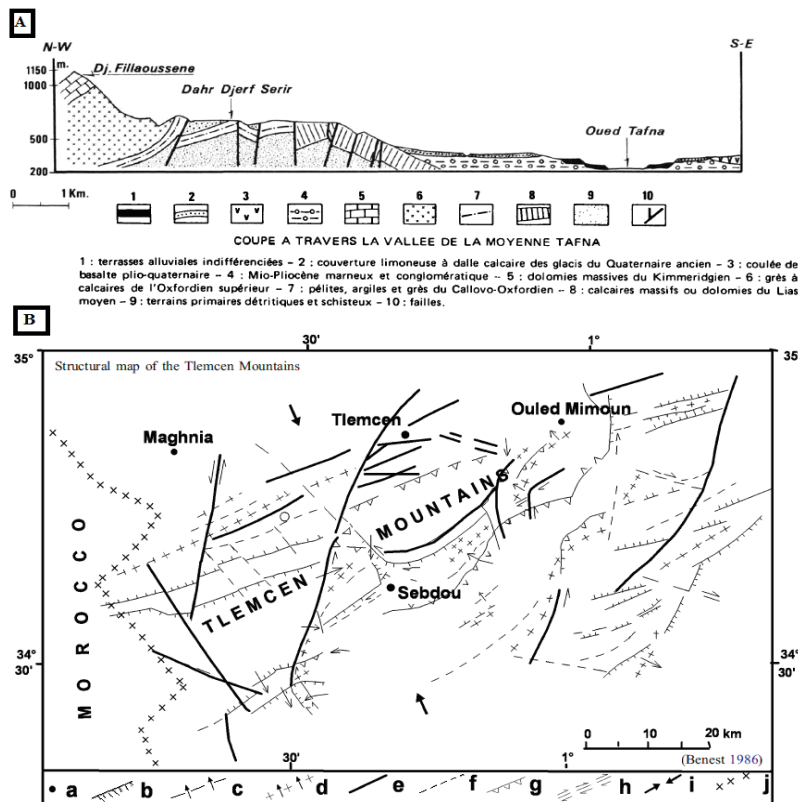 A
N-W
S-E
1150 m.
Dj. Fillaoussene
1000
Dahr Djerf Serir
500
Oued Tafna
200
0 1 Km.
1 2 3 4 5 6 7 8 9 10
COUPE A TRAVERS LA VALLEE DE LA MOYENNE TAFNA
1 : terrasses alluviales indifférenciées – 2 : couverture limoneuse à dalle calcaire des glacis du Quaternaire ancien – 3 : coulée de
basalte plio-quaternaire – 4 : Mio-Pliocène marneux et conglomératique – 5 : dolomies massives du Kimmeridgien – 6 : grès à
calcaires de l'Oxfordien supérieur – 7 : pélites, argiles et grès du Callovo-Oxfordien – 8 : calcaires massifs ou dolomies du Lias
moyen – 9 : terrains primaires détritiques et schisteux – 10 : failles.
B
30' 1°
35° 35
Structural map of the Tlemcen Mountains
Tlemcen
Ouled Mimoun
Maghnia
MOUNTAINS
MOROCCO
TLEMCEN
Sebdou
34°
30'
34°
30'
0 10 20 km
(Benest 1986)
30' 1°
a b c d e f g h i j